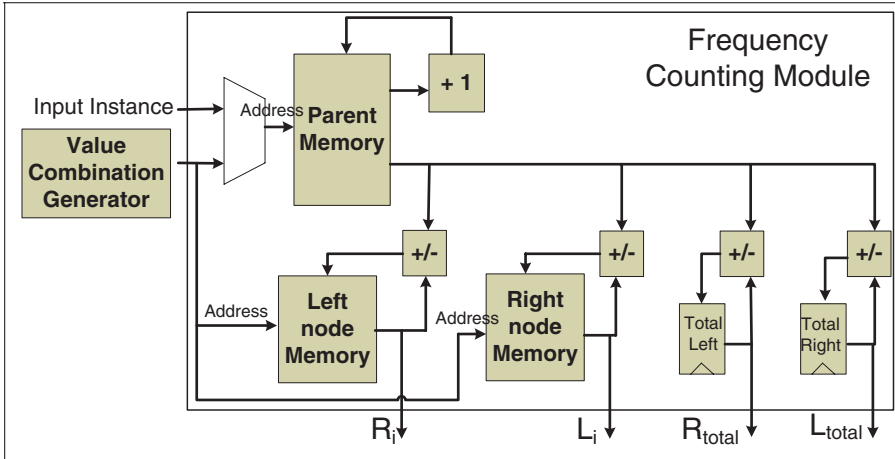 Frequency
Counting Module
+ 1
Input Instance
Address
Parent
Memory
Value
Combination
Generator
+/-
+/-
+/-
+/-
Address
Left
node
Memory
Address
Right
node
Memory
Total
Left
Total
Right
Ri
Li
Rtotal
Ltotal